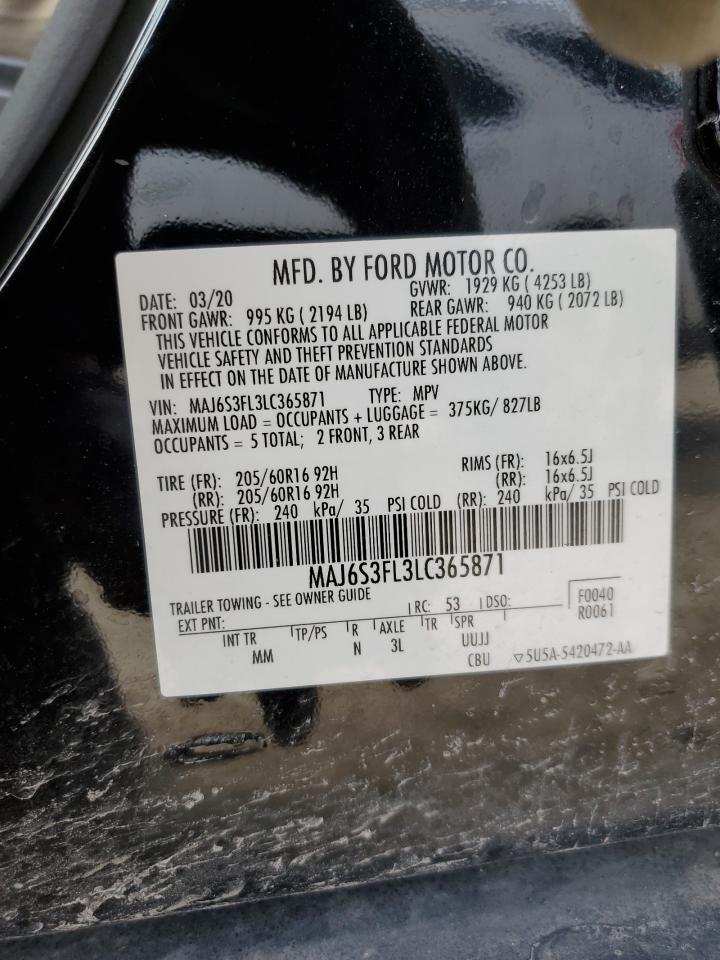 MFD. BY FORD MOTOR CO.
DATE: 03/20 GVWR: 1929 KG ( 4253 LB)
FRONT GAWR: 995 KG ( 2194 LB) REAR GAWR: 940 KG ( 2072 LB)
THIS VEHICLE CONFORMS TO ALL APPLICABLE FEDERAL MOTOR
VEHICLE SAFETY AND THEFT PREVENTION STANDARDS
IN EFFECT ON THE DATE OF MANUFACTURE SHOWN ABOVE.
VIN: MAJ6S3FL3LC365871 TYPE: MPV
MAXIMUM LOAD = OCCUPANTS + LUGGAGE = 375KG/ 827LB
OCCUPANTS = 5 TOTAL; 2 FRONT, 3 REAR
TIRE (FR): 205/60R16 92H RIMS (FR): 16x6.5J
(RR): 205/60R16 92H (RR): 16x6.5J
PRESSURE (FR): 240 kPa/ 35 PSI COLD (RR): 240 kPa/ 35 PSI COLD
MAJ6S3FL3LC365871
TRAILER TOWING - SEE OWNER GUIDE
EXT PNT: RC: 53 DSO: F0040
R0061
INT TR TP/PS R AXLE TR SPR
MM N 3L UUJJ
CBU ▽5U5A-5420472-AA